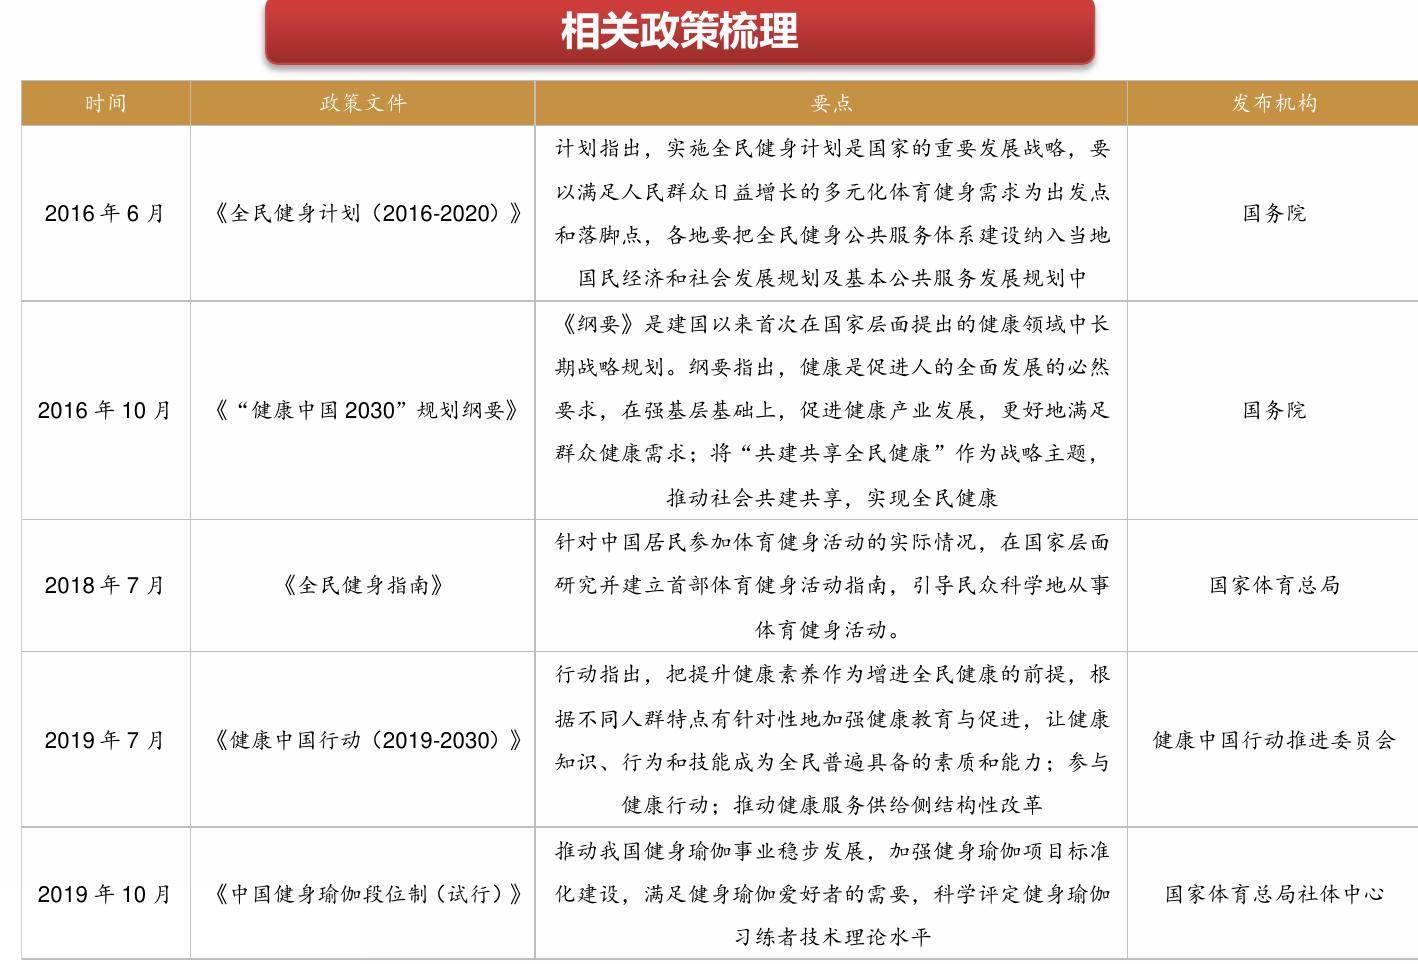 相关政策梳理
时间 政策文件 要点 发布机构
2016年6月 《全民健身计划（2016-2020）》 国务院
计划指出，实施全民健身计划是国家的重要发展战略，要
以满足人民群众日益增长的多元化体育健身需求为出发点
和落脚点，各地要把全民健身公共服务体系建设纳入当地
国民经济和社会发展规划及基本公共服务发展规划中
2016年10月 《“健康中国2030”规划纲要》 国务院
《纲要》是建国以来首次在国家层面提出的健康领域中长
期战略规划。纲要指出，健康是促进人的全面发展的必然
要求，在强基层基础上，促进健康产业发展，更好地满足
群众健康需求；将“共建共享全民健康”作为战略主题，
推动社会共建共享，实现全民健康
2018年7月 《全民健身指南》 国家体育总局
针对中国居民参加体育健身活动的实际情况，在国家层面
研究并建立首部体育健身活动指南，引导民众科学地从事
体育健身活动。
2019年7月 《健康中国行动（2019-2030）》 健康中国行动推进委员会
行动指出，把提升健康素养作为增进全民健康的前提，根
据不同人群特点有针对性地加强健康教育与促进，让健康
知识、行为和技能成为全民普遍具备的素质和能力；参与
健康行动；推动健康服务供给侧结构性改革
2019年10月 《中国健身瑜伽段位制（试行）》 国家体育总局社体中心
推动我国健身瑜伽事业稳步发展，加强健身瑜伽项目标准
化建设，满足健身瑜伽爱好者的需要，科学评定健身瑜伽
习练者技术理论水平